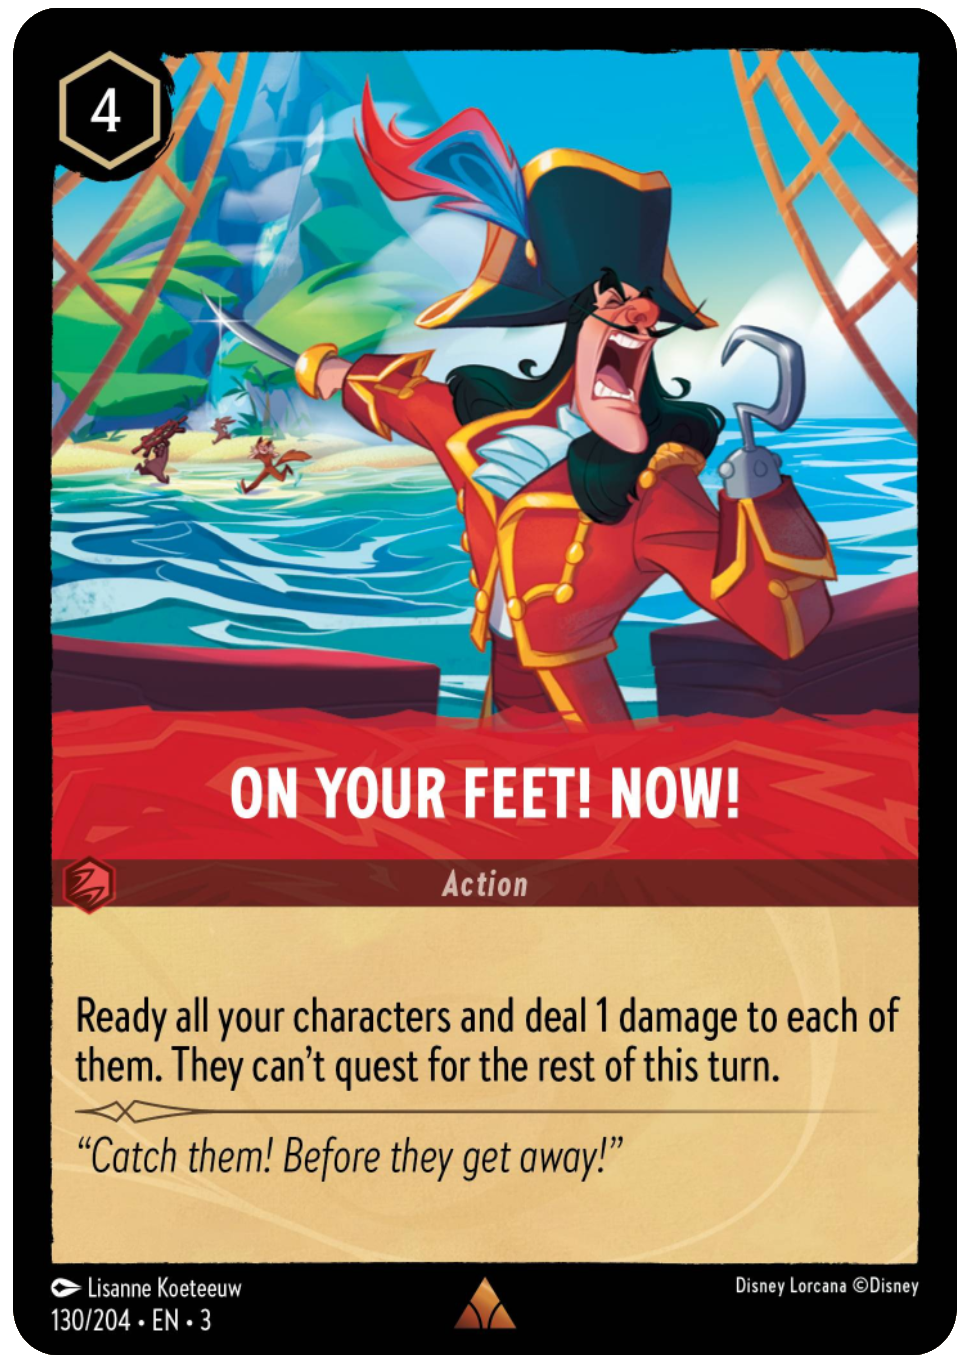 4
ON YOUR FEET! NOW!
Action
Ready all your characters and deal 1 damage to each of
them. They can't quest for the rest of this turn.
“Catch them! Before they get away!”
Lisanne Koeteeuw
Disney Lorcana ©Disney
130/204 • EN • 3